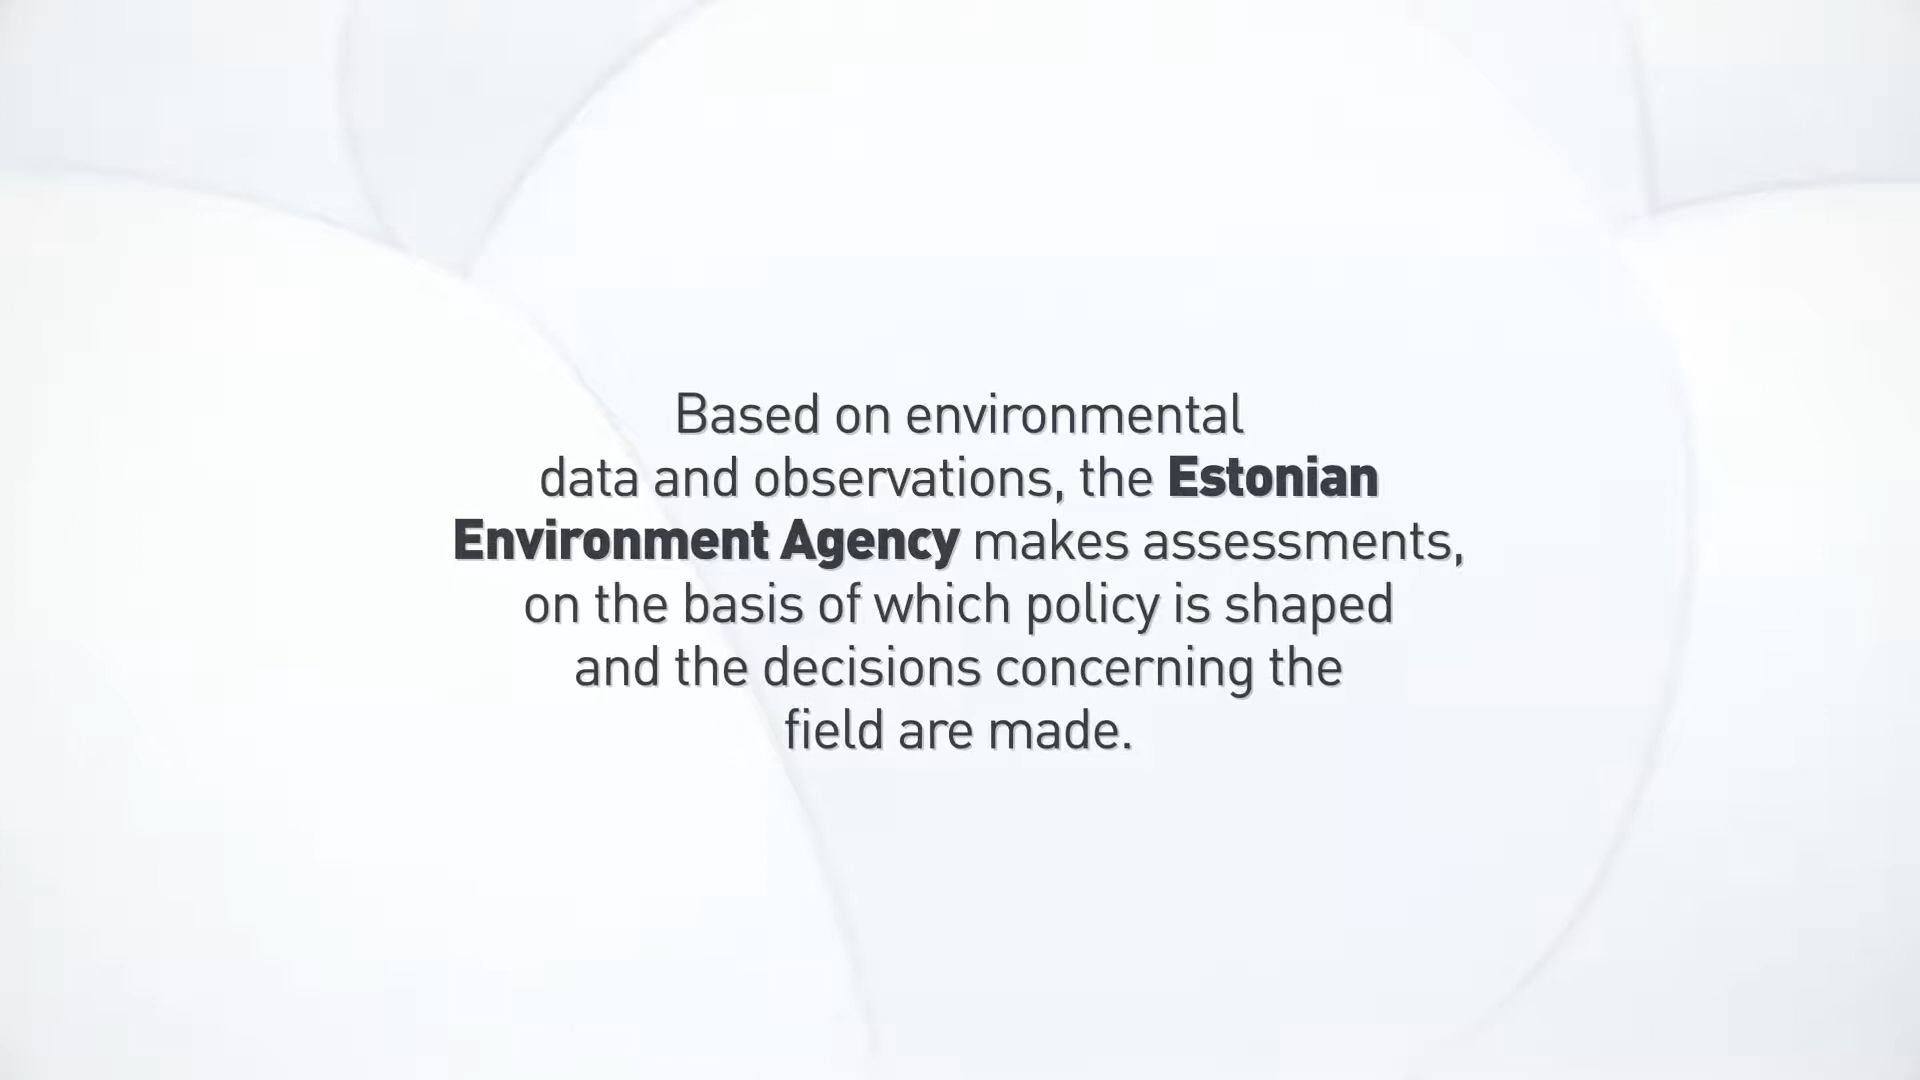 Based on environmental
data and observations, the Estonian
Environment Agency makes assessments,
on the basis of which policy is shaped
and the decisions concerning the
field are made.